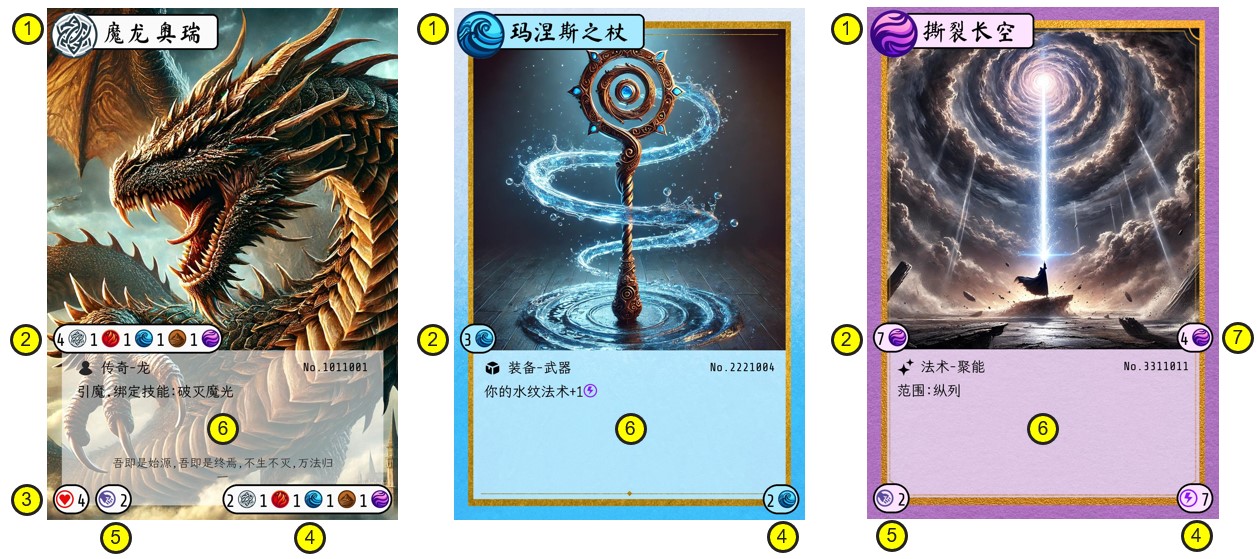 1 魔龙奥瑞
2 4 1 1 1 1
传奇-龙 No.1011001
引魔,绑定技能:破灭魔光
6
吾即是始源,吾即是终焉,不生不灭,万法归一
3 4 2 2 1 1 1 1
5 4
1 玛涅斯之杖
2 3
装备-武器 No.2221004
你的水纹法术+1
6
2
4
1 撕裂长空
2 7 4 7
法术-聚能 No.3311011
范围:纵列
6
2 7
5 4